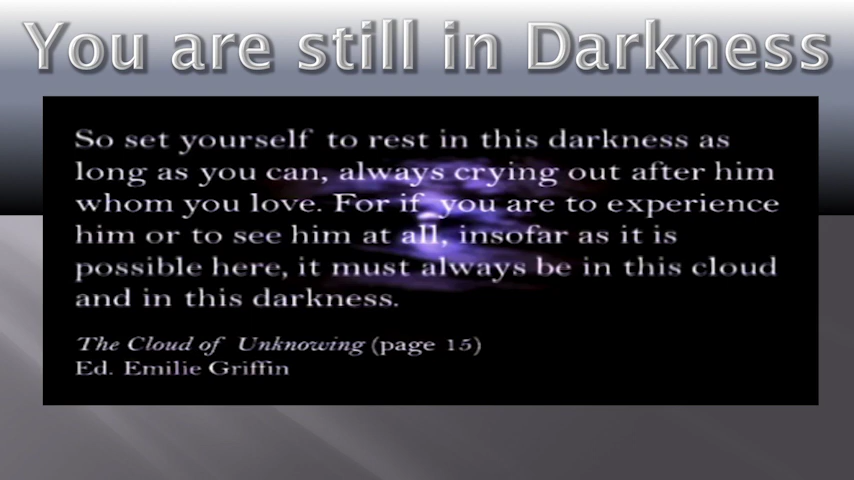 You are still in Darkness
So set yourself to rest in this darkness as
long as you can, always crying out after him
whom you love. For if you are to experience
him or to see him at all, insofar as it is
possible here, it must always be in this cloud
and in this darkness.
The Cloud of Unknowing (page 15)
Ed. Emilie Griffin